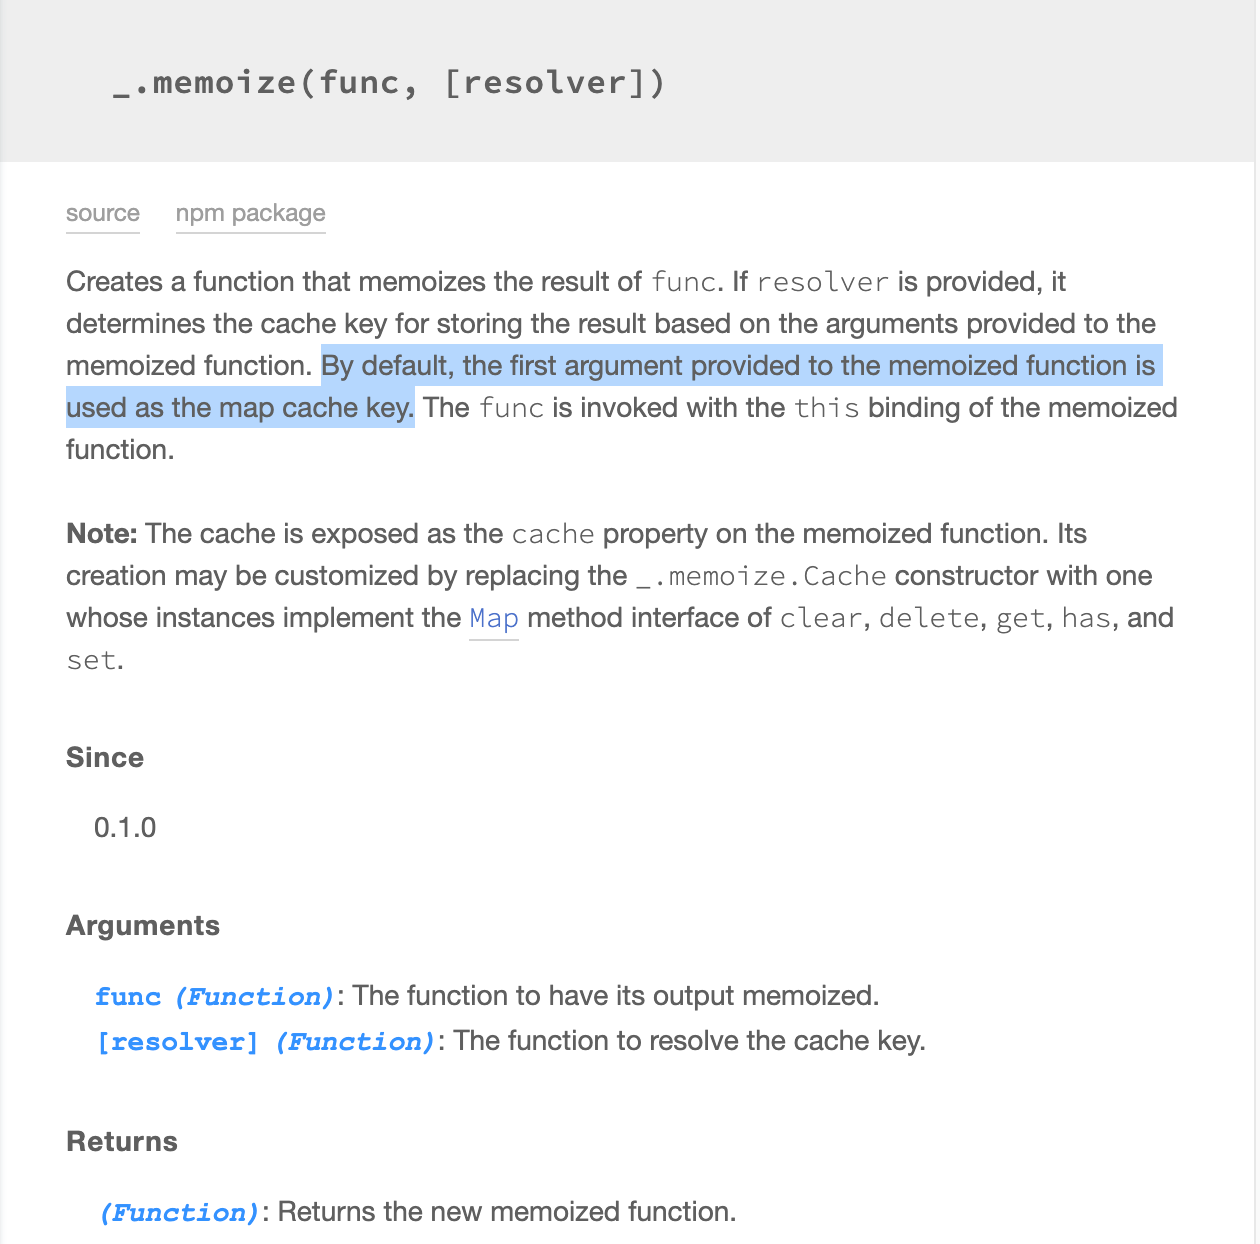 _.memoize(func, [resolver])
source npm package
Creates a function that memoizes the result of func. If resolver is provided, it
determines the cache key for storing the result based on the arguments provided to the
memoized function. By default, the first argument provided to the memoized function is
used as the map cache key. The func is invoked with the this binding of the memoized
function.
Note: The cache is exposed as the cache property on the memoized function. Its
creation may be customized by replacing the _.memoize.Cache constructor with one
whose instances implement the Map method interface of clear, delete, get, has, and
set.
Since
0.1.0
Arguments
func (Function): The function to have its output memoized.
[resolver] (Function): The function to resolve the cache key.
Returns
(Function): Returns the new memoized function.